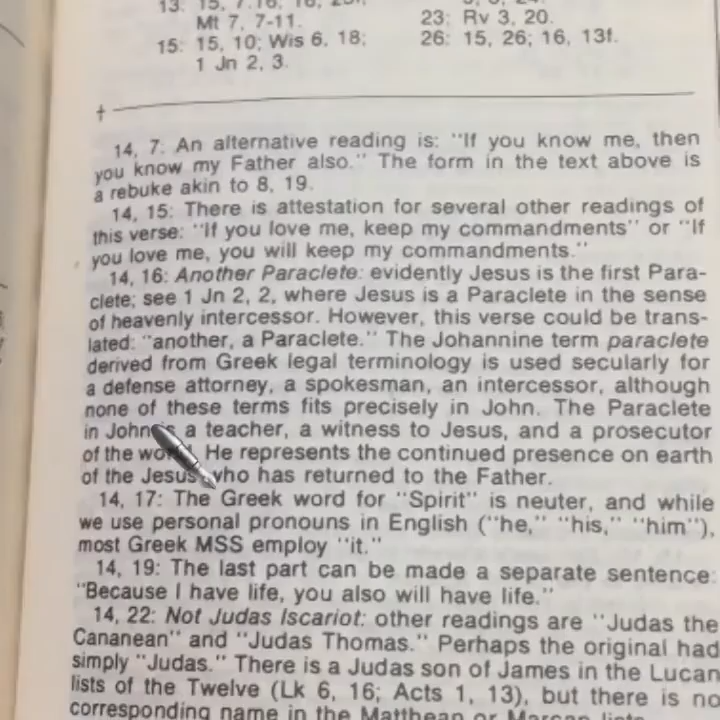 Mt 7, 7-11.
15: 15, 10; Wis 6, 18;
1 Jn 2, 3.
23: Rv 3, 20.
26: 15, 26; 16, 13f.
†
14, 7: An alternative reading is: "If you know me, then
you know my Father also." The form in the text above is
a rebuke akin to 8, 19.
14, 15: There is attestation for several other readings of
this verse: "If you love me, keep my commandments" or "If
you love me, you will keep my commandments."
14, 16: Another Paraclete: evidently Jesus is the first Para-
clete; see 1 Jn 2, 2, where Jesus is a Paraclete in the sense
of heavenly intercessor. However, this verse could be trans-
lated: "another, a Paraclete." The Johannine term paraclete
derived from Greek legal terminology is used secularly for
a defense attorney, a spokesman, an intercessor, although
none of these terms fits precisely in John. The Paraclete
in John is a teacher, a witness to Jesus, and a prosecutor
of the world. He represents the continued presence on earth
of the Jesus who has returned to the Father.
14, 17: The Greek word for "Spirit" is neuter, and while
we use personal pronouns in English ("he," "his," "him"),
most Greek MSS employ "it."
14, 19: The last part can be made a separate sentence:
"Because I have life, you also will have life."
14, 22: Not Judas Iscariot: other readings are "Judas the
Cananean" and "Judas Thomas." Perhaps the original had
simply "Judas." There is a Judas son of James in the Lucan
lists of the Twelve (Lk 6, 16; Acts 1, 13), but there is no
corresponding name in the Matthean or Marcan